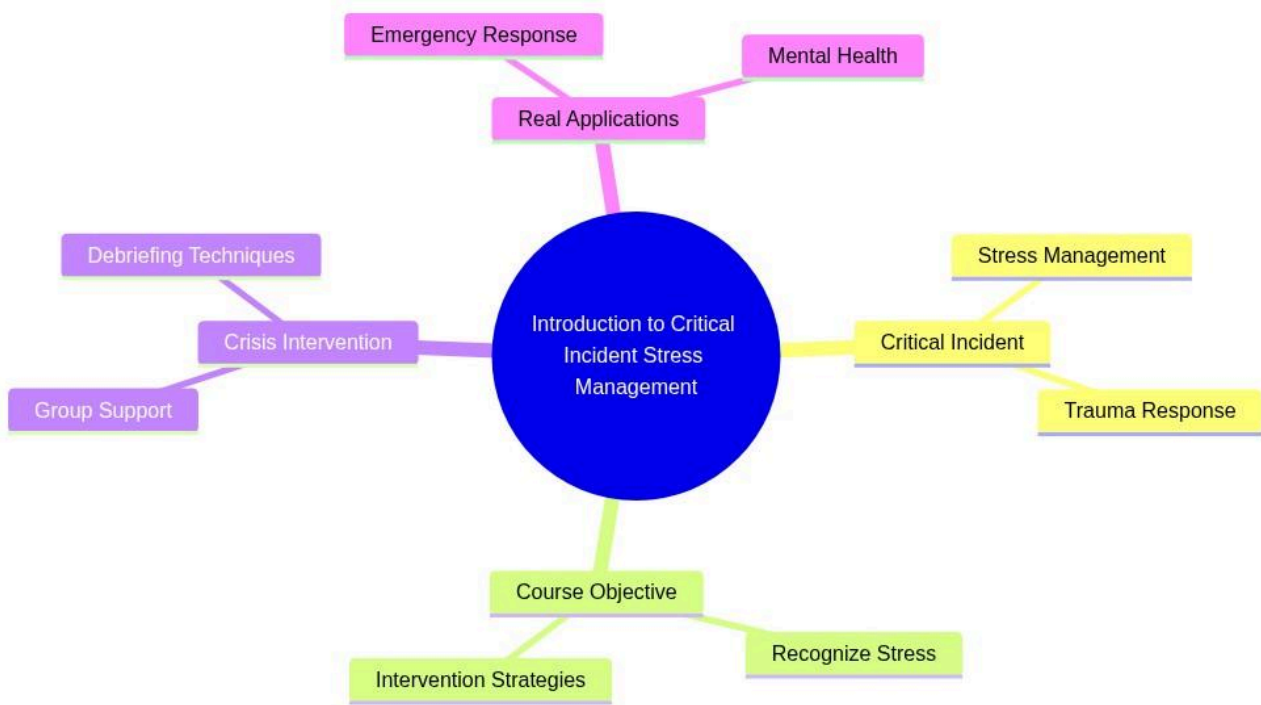 Emergency Response
Mental Health
Real Applications
Debriefing Techniques
Stress Management
Crisis Intervention
Introduction to Critical
Incident Stress
Management
Critical Incident
Group Support
Trauma Response
Course Objective
Recognize Stress
Intervention Strategies